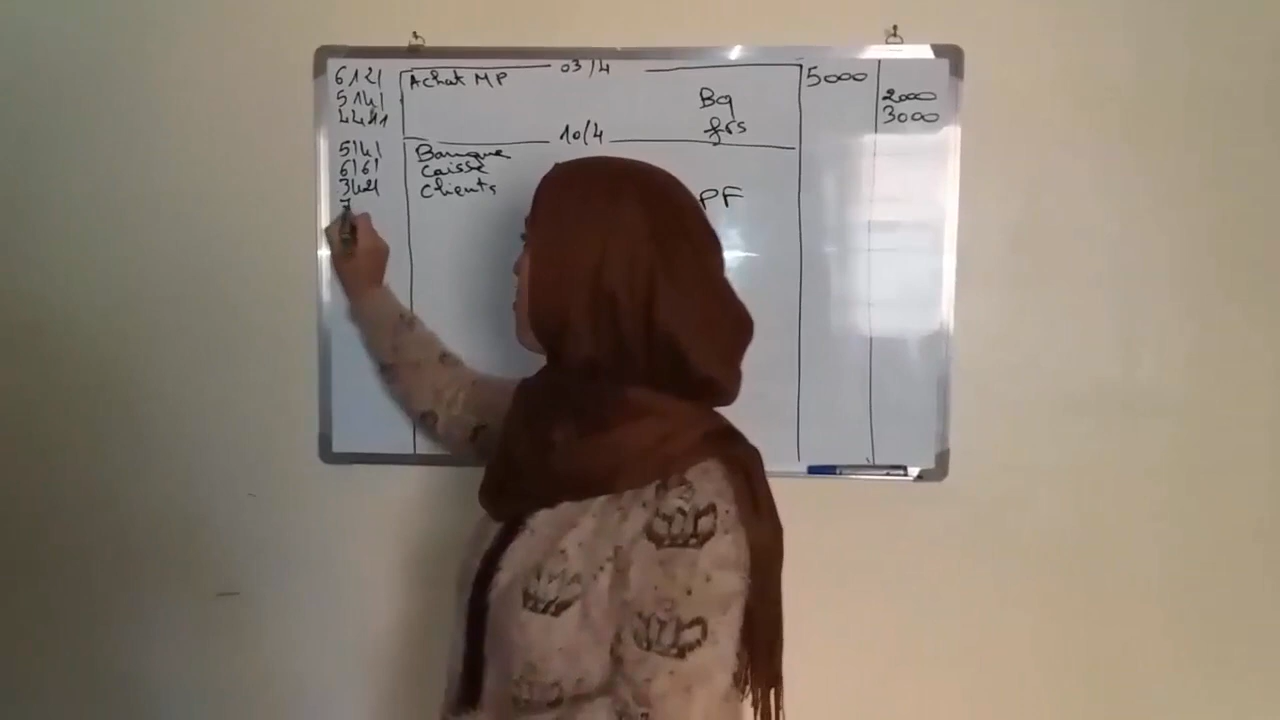 03/4
6121 Achat MP 5000
5141 Bq 2000
4411 frs 3000
10/4
5141 Banque
6161 Caisse
3421 Clients
7 PF